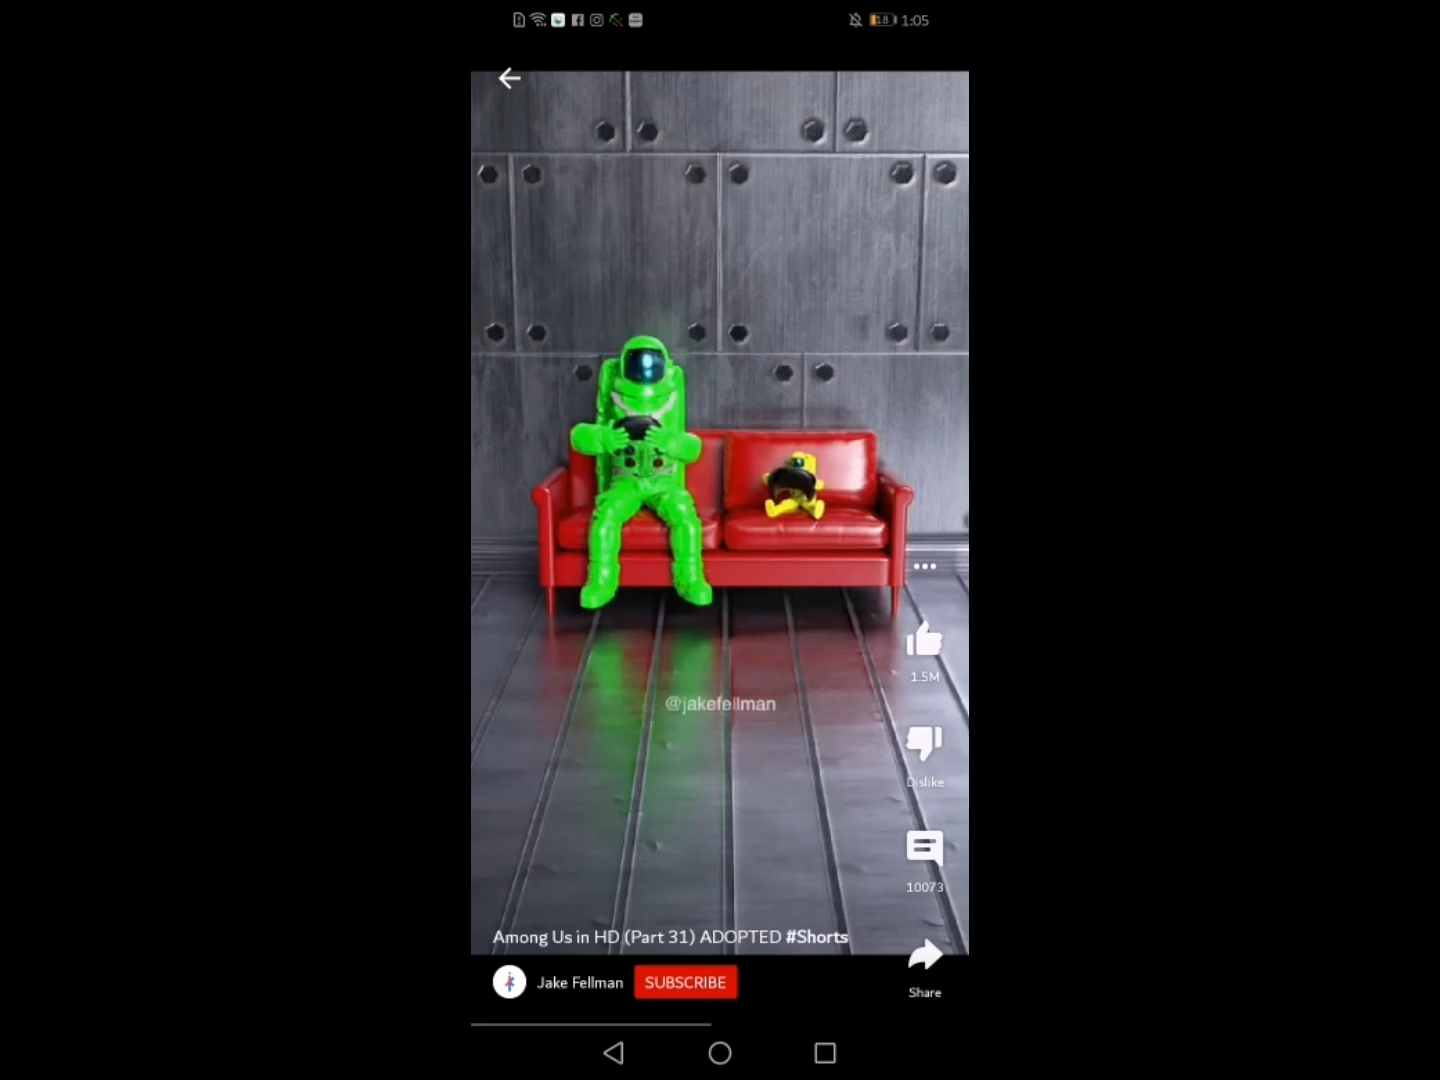 18 1:05
@jakefellman
1.5M
Dislike
10073
Among Us in HD (Part 31) ADOPTED #Shorts
Jake Fellman SUBSCRIBE
Share